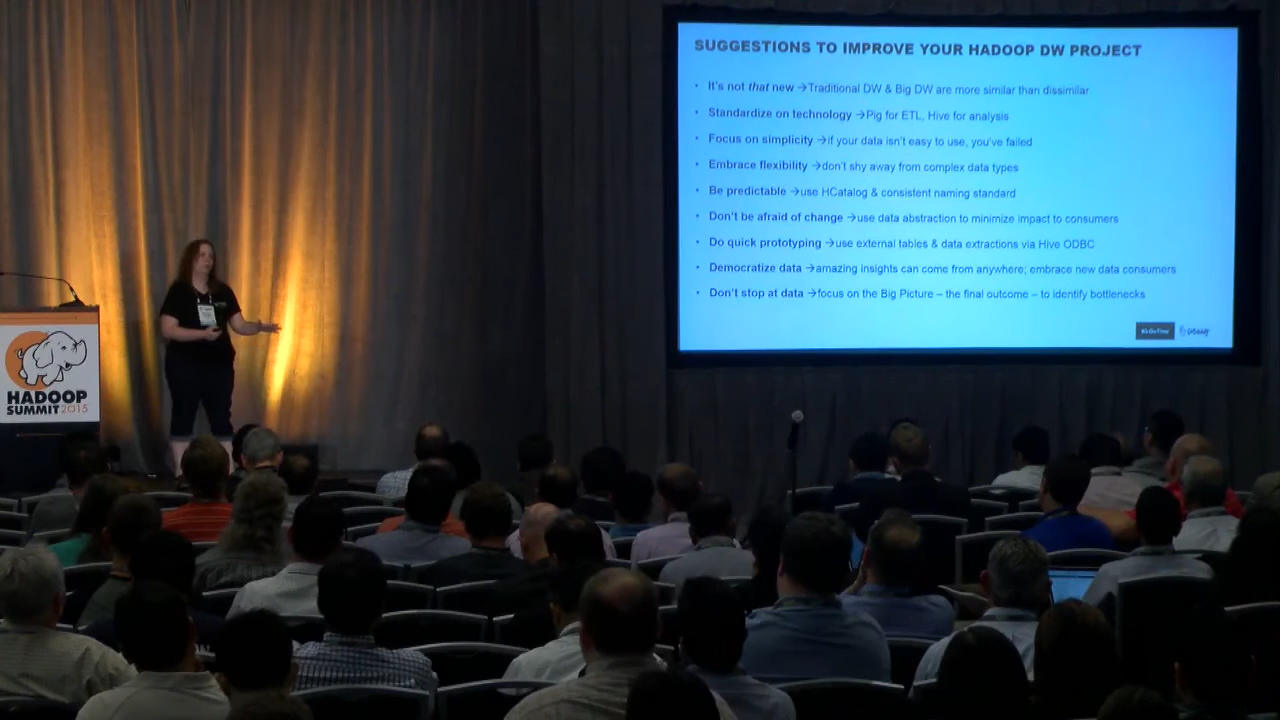 SUGGESTIONS TO IMPROVE YOUR HADOOP DW PROJECT
• It's not that new →Traditional DW & Big DW are more similar than dissimilar
• Standardize on technology →Pig for ETL, Hive for analysis
• Focus on simplicity →if your data isn't easy to use, you've failed
• Embrace flexibility →don't shy away from complex data types
• Be predictable →use HCatalog & consistent naming standard
• Don't be afraid of change →use data abstraction to minimize impact to consumers
• Do quick prototyping →use external tables & data extractions via Hive ODBC
• Democratize data →amazing insights can come from anywhere; embrace new data consumers
• Don't stop at data →focus on the Big Picture – the final outcome – to identify bottlenecks
It's Go Time
GoDaddy
HADOOP
SUMMIT 2015